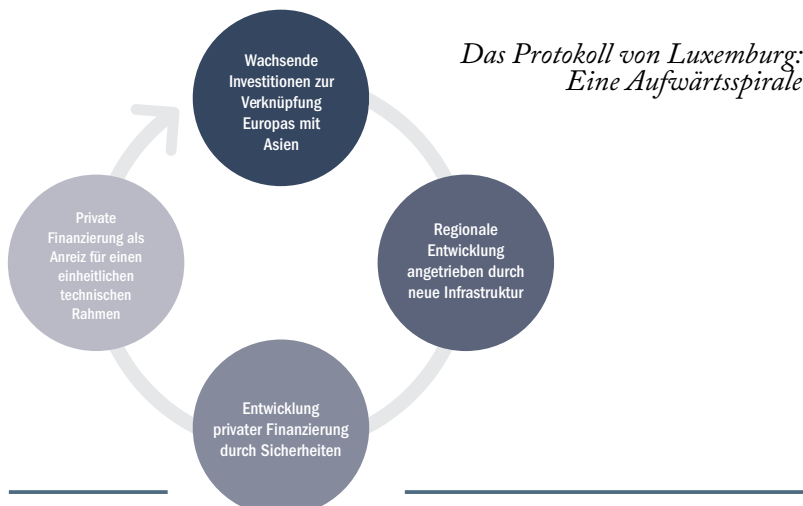 Das Protokoll von Luxemburg:
Eine Aufwärtsspirale
Wachsende
Investitionen zur
Verknüpfung
Europas mit
Asien
Regionale
Entwicklung
angetrieben durch
neue Infrastruktur
Entwicklung
privater Finanzierung
durch Sicherheiten
Private
Finanzierung als
Anreiz für einen
einheitlichen
technischen
Rahmen